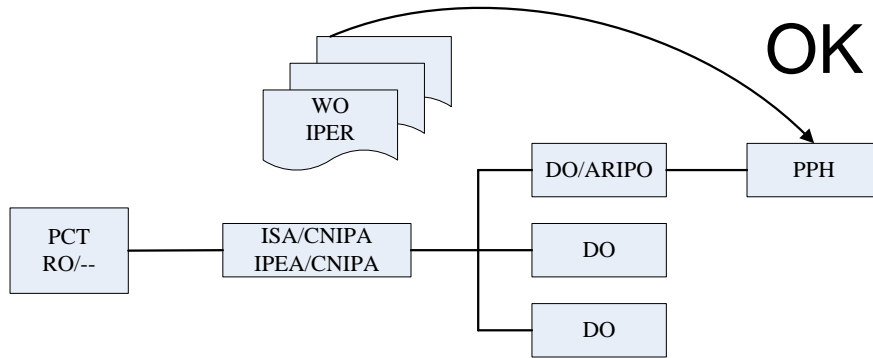 OK
WO
IPER
DO/ARIPO
PPH
PCT
RO/--
ISA/CNIPA
IPEA/CNIPA
DO
DO